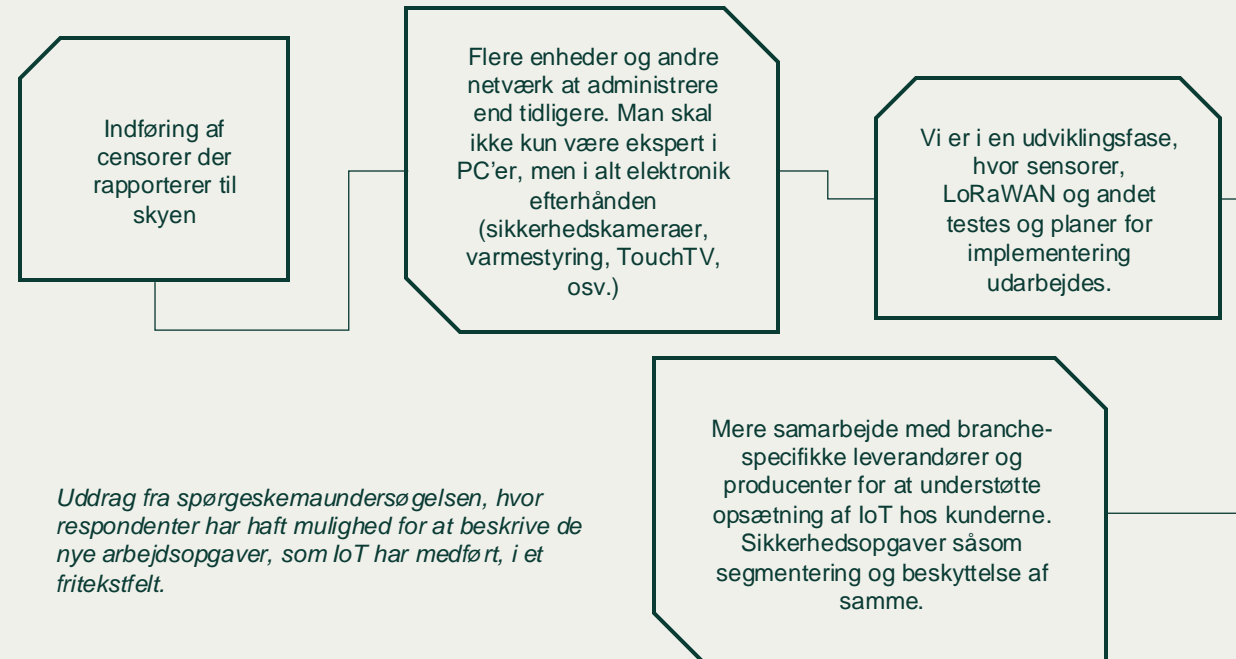 Indføring af
censorer der
rapporterer til
skyen
Flere enheder og andre
netværk at administrere
end tidligere. Man skal
ikke kun være ekspert i
PC’er, men i alt elektronik
efterhånden
(sikkerhedskameraer,
varmestyring, TouchTV,
osv.)
Vi er i en udviklingsfase,
hvor sensorer,
LoRaWAN og andet
testes og planer for
implementering
udarbejdes.
Mere samarbejde med branche-
specifikke leverandører og
producenter for at understøtte
opsætning af IoT hos kunderne.
Sikkerhedsopgaver såsom
segmentering og beskyttelse af
samme.
Uddrag fra spørgeskemaundersøgelsen, hvor
respondenter har haft mulighed for at beskrive de
nye arbejdsopgaver, som IoT har medført, i et
fritekstfelt.